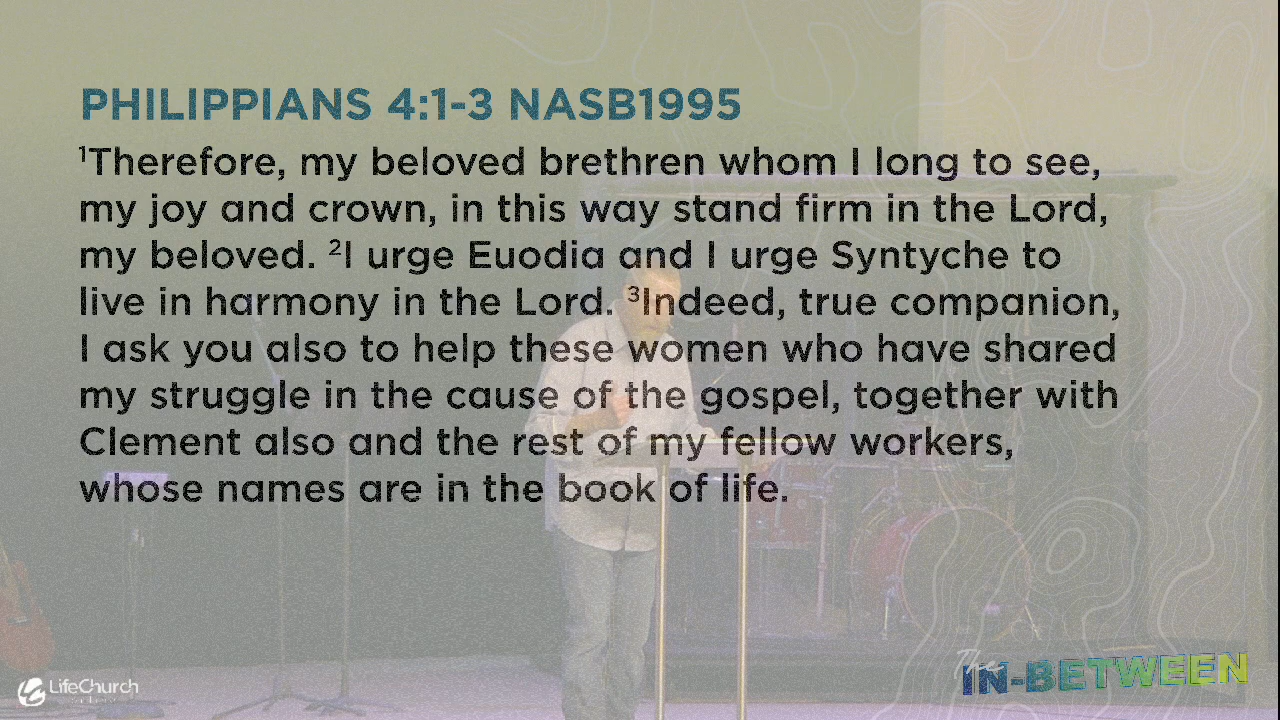 PHILIPPIANS 4:1-3 NASB1995
¹Therefore, my beloved brethren whom I long to see,
my joy and crown, in this way stand firm in the Lord,
my beloved. ²I urge Euodia and I urge Syntyche to
live in harmony in the Lord. ³Indeed, true companion,
I ask you also to help these women who have shared
my struggle in the cause of the gospel, together with
Clement also and the rest of my fellow workers,
whose names are in the book of life.
The
IN-BETWEEN
LifeChurch